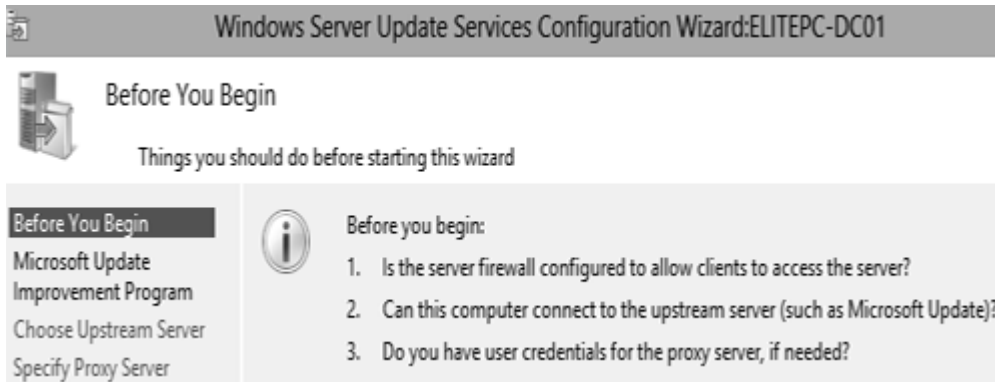 Windows Server Update Services Configuration Wizard:ELITEPC-DC01
Before You Begin
Things you should do before starting this wizard
Before You Begin
Microsoft Update
Improvement Program
Choose Upstream Server
Specify Proxy Server
Before you begin:
1. Is the server firewall configured to allow clients to access the server?
2. Can this computer connect to the upstream server (such as Microsoft Update)?
3. Do you have user credentials for the proxy server, if needed?